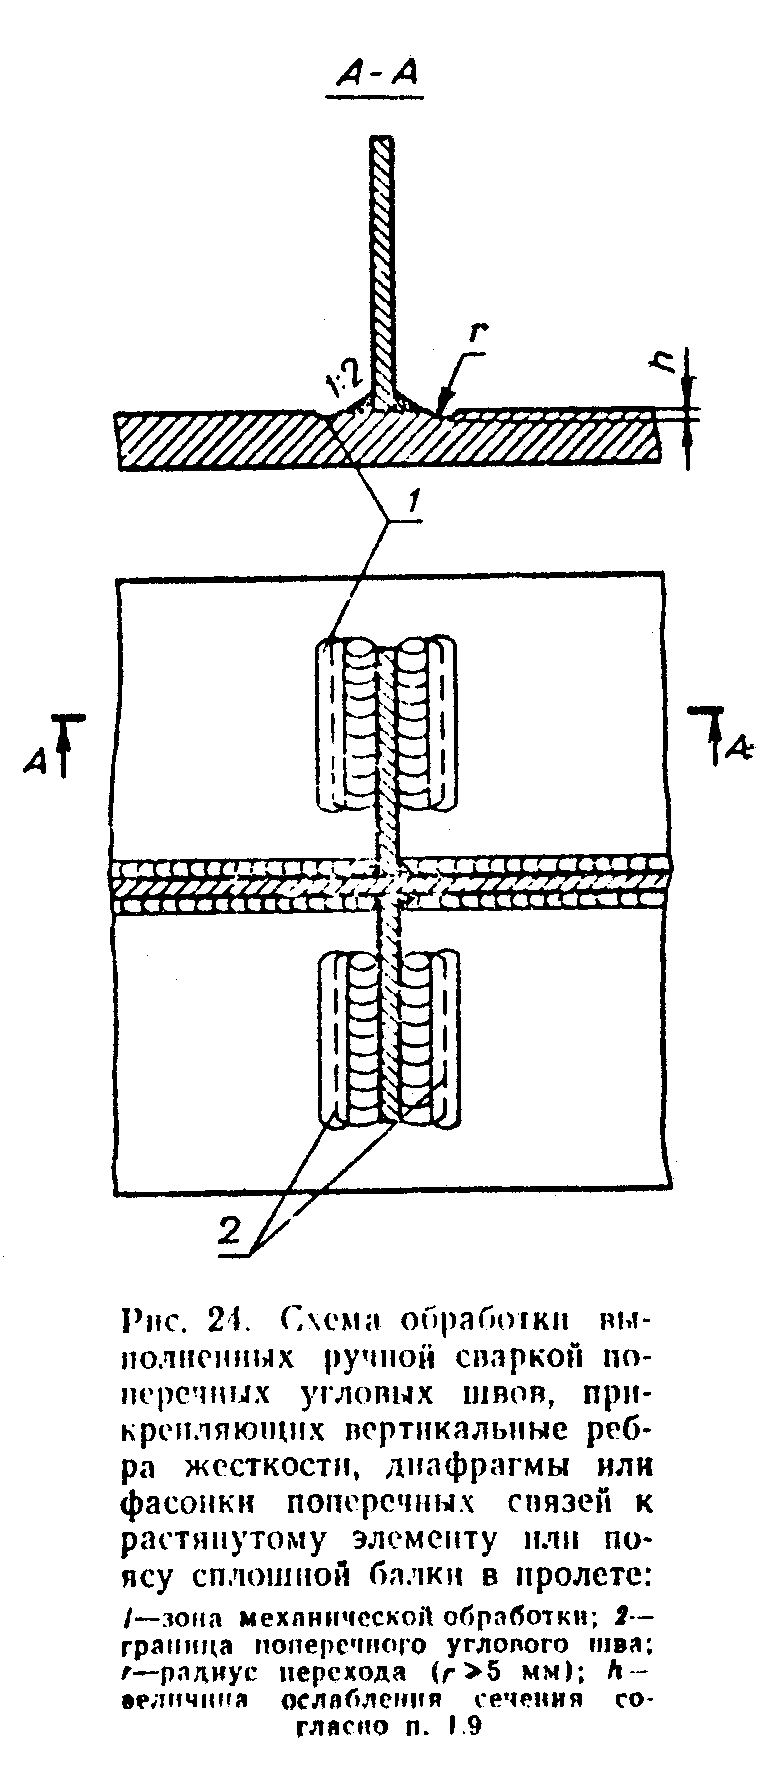 А-А
1:2
r
h
1
А
А
2
Рис. 24. Схема обработки вы-
полненных ручной сваркой по-
перечных угловых швов, при-
крепляющих вертикальные реб-
ра жесткости, диафрагмы или
фасонки поперечных связей к
растянутому элементу или по-
ясу сплошной балки в пролете:
1—зона механической обработки; 2—
граница поперечного углового шва;
r—радиус перехода (r>5 мм); h—
величина ослабления сечения со-
гласно п. 1.9